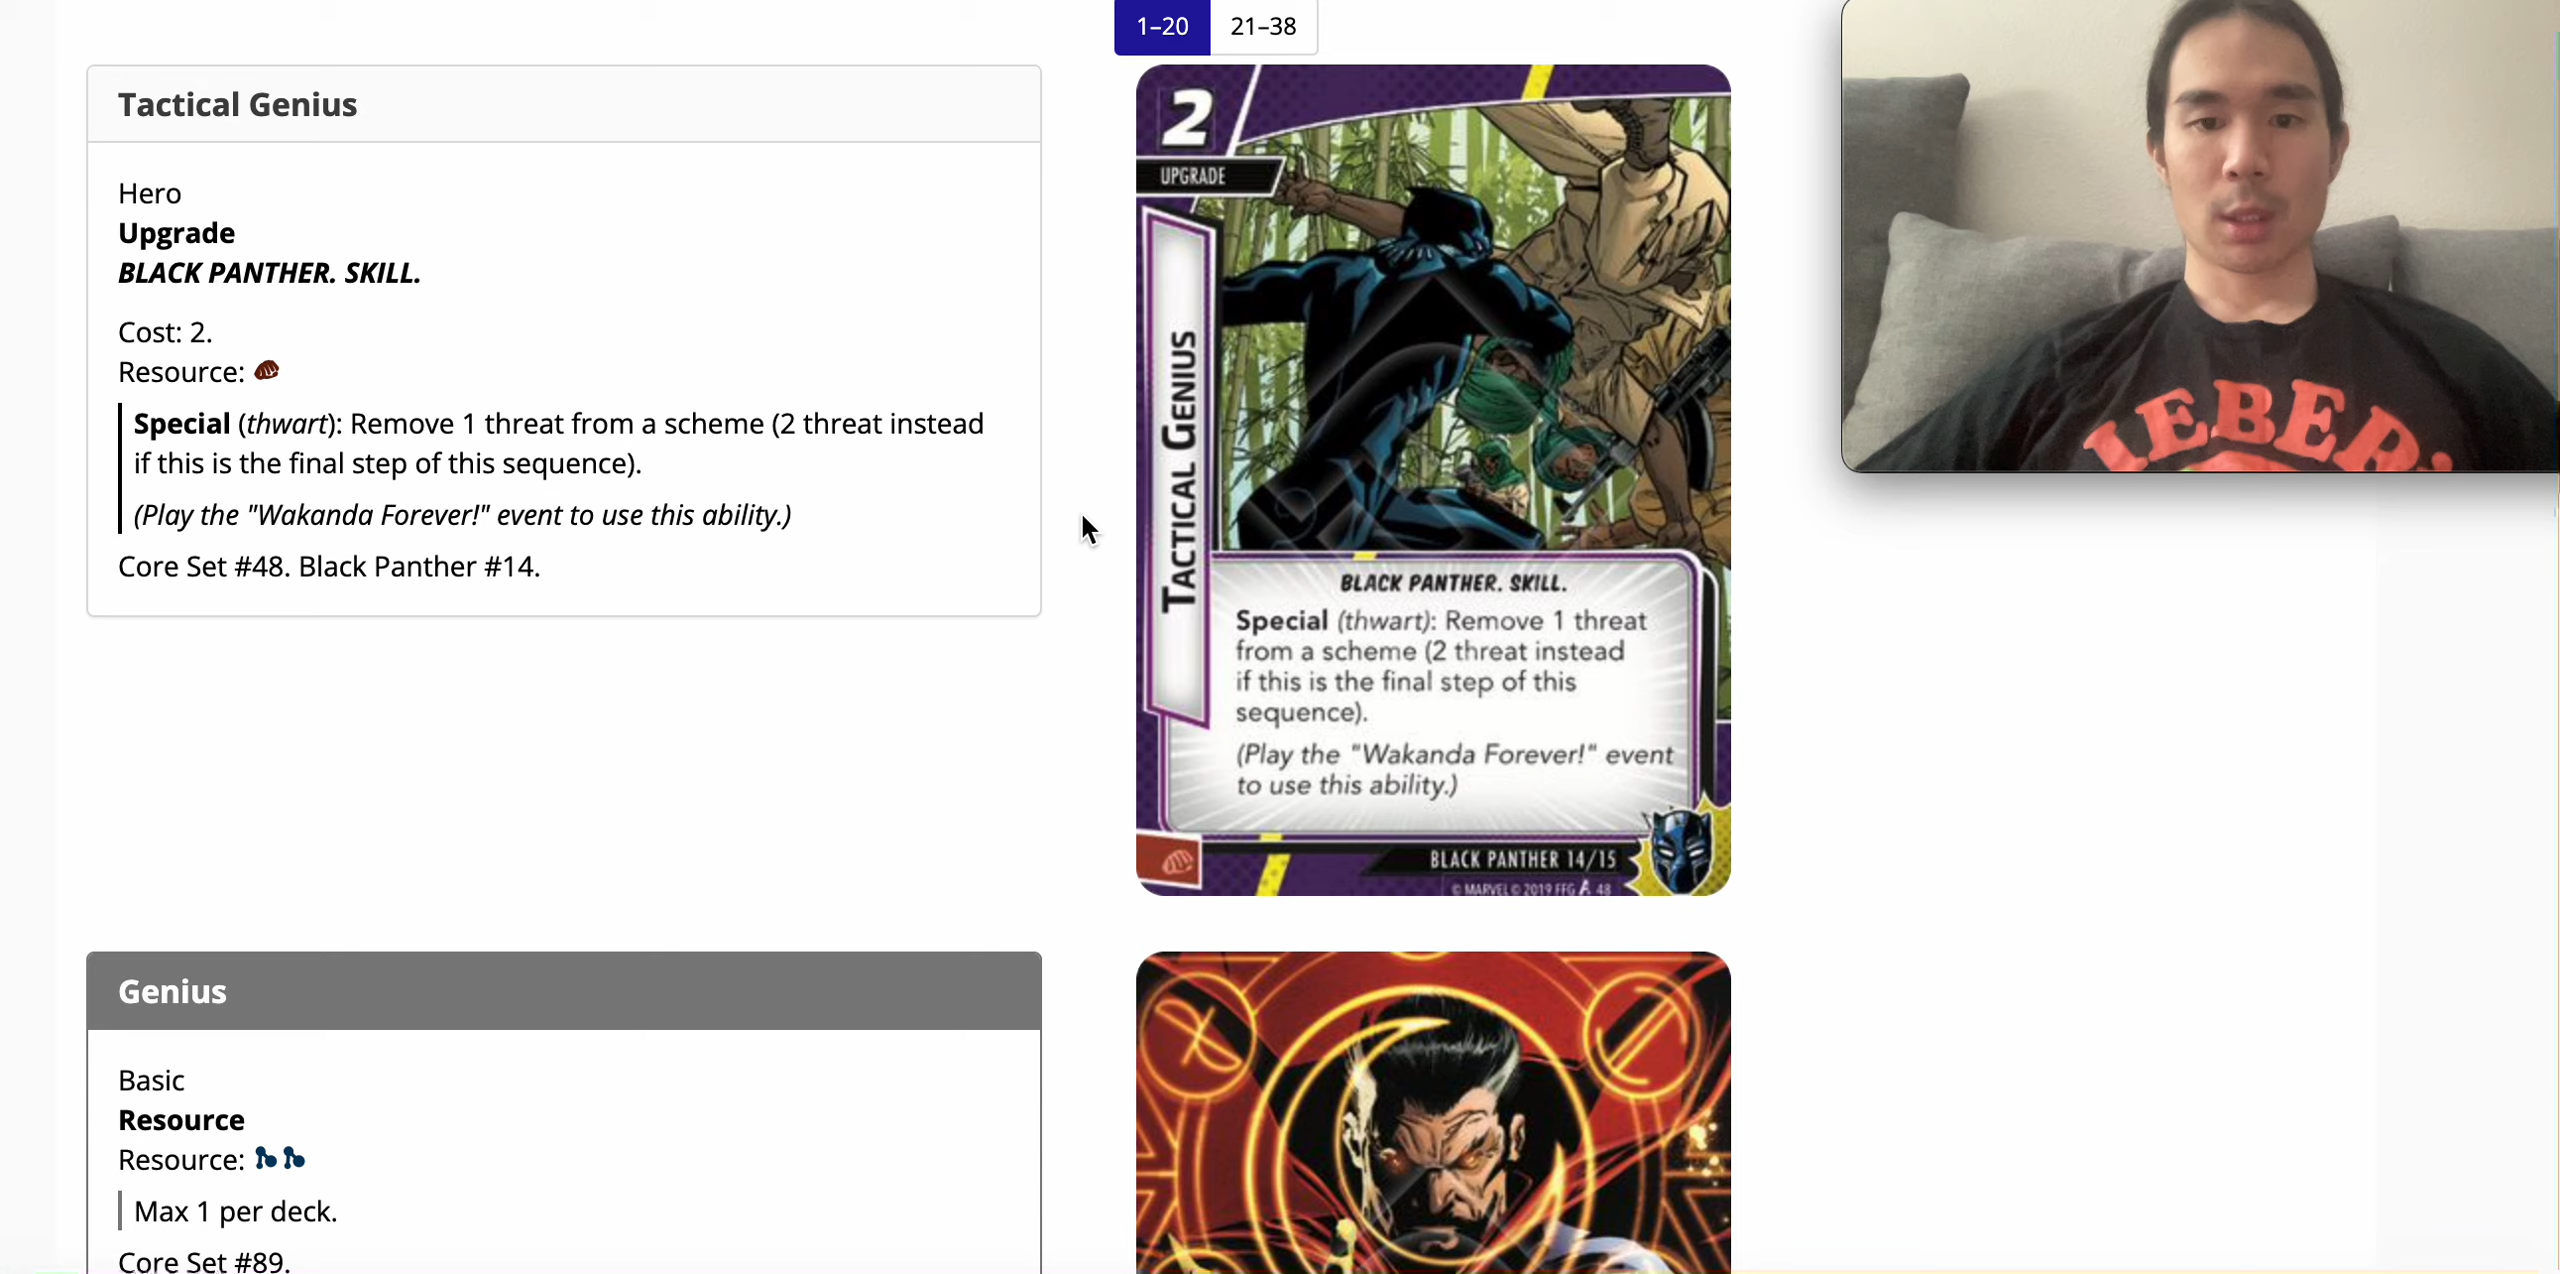 1–20 21–38
Tactical Genius
Hero
Upgrade
BLACK PANTHER. SKILL.
Cost: 2.
Resource:
Special (thwart): Remove 1 threat from a scheme (2 threat instead
if this is the final step of this sequence).
(Play the "Wakanda Forever!" event to use this ability.)
Core Set #48. Black Panther #14.
2
UPGRADE
TACTICAL GENIUS
BLACK PANTHER. SKILL.
Special (thwart): Remove 1 threat
from a scheme (2 threat instead
if this is the final step of this
sequence).
(Play the "Wakanda Forever!" event
to use this ability.)
BLACK PANTHER 14/15
© MARVEL © 2019 FFG 48
Genius
Basic
Resource
Resource:
Max 1 per deck.
Core Set #89.